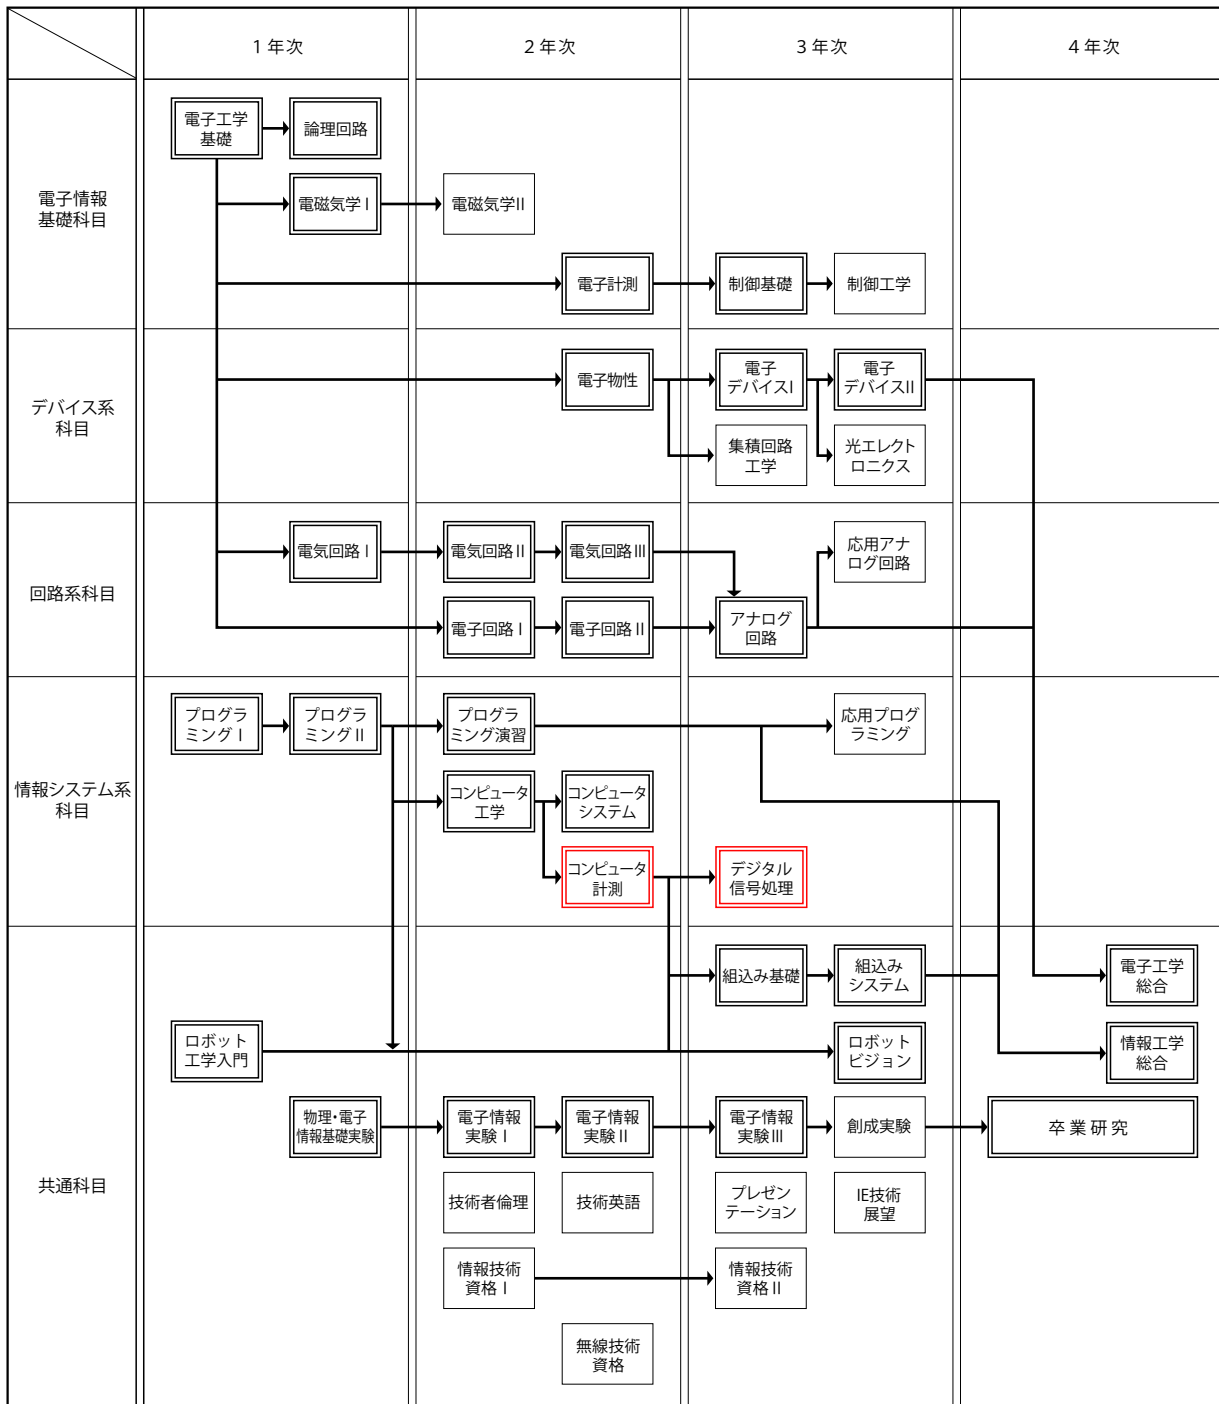 1 年次
2 年次
3 年次
4 年次
電子情報
基礎科目
電子工学
基礎
論理回路
電磁気学 I
電磁気学II
電子計測
制御基礎
制御工学
デバイス系
科目
電子物性
電子
デバイスI
電子
デバイスII
集積回路
工学
光エレクト
ロニクス
回路系科目
電気回路 I
電気回路II
電気回路III
応用アナ
ログ回路
電子回路 I
電子回路 II
アナログ
回路
情報システム系
科目
プログラ
ミング I
プログラ
ミング II
プログラ
ミング演習
応用プログ
ラミング
コンピュータ
工学
コンピュータ
システム
コンピュータ
計測
デジタル
信号処理
共通科目
組込み基礎
組込み
システム
電子工学
総合
ロボット
工学入門
ロボット
ビジョン
情報工学
総合
物理・電子
情報基礎実験
電子情報
実験 I
電子情報
実験 II
電子情報
実験III
創成実験
卒 業 研 究
技術者倫理
技術英語
プレゼン
テーション
IE技術
展望
情報技術
資格 I
情報技術
資格 II
無線技術
資格